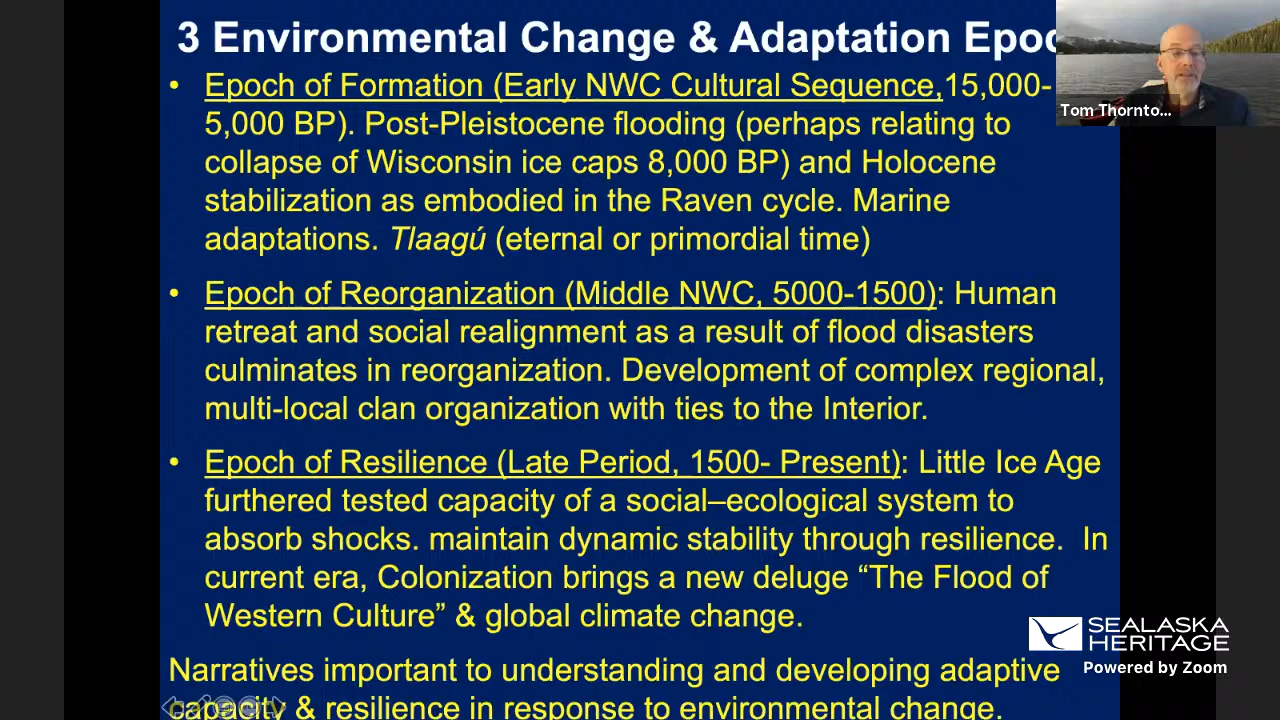 3 Environmental Change & Adaptation Epoc
• Epoch of Formation (Early NWC Cultural Sequence,15,000-
5,000 BP). Post-Pleistocene flooding (perhaps relating to
collapse of Wisconsin ice caps 8,000 BP) and Holocene
stabilization as embodied in the Raven cycle. Marine
adaptations. Tlaagú (eternal or primordial time)
• Epoch of Reorganization (Middle NWC, 5000-1500): Human
retreat and social realignment as a result of flood disasters
culminates in reorganization. Development of complex regional,
multi-local clan organization with ties to the Interior.
• Epoch of Resilience (Late Period, 1500- Present): Little Ice Age
furthered tested capacity of a social–ecological system to
absorb shocks. maintain dynamic stability through resilience. In
current era, Colonization brings a new deluge “The Flood of
Western Culture” & global climate change.
Narratives important to understanding and developing adaptive
capacity & resilience in response to environmental change.
Tom Thornto...
SEALASKA
HERITAGE
Powered by Zoom